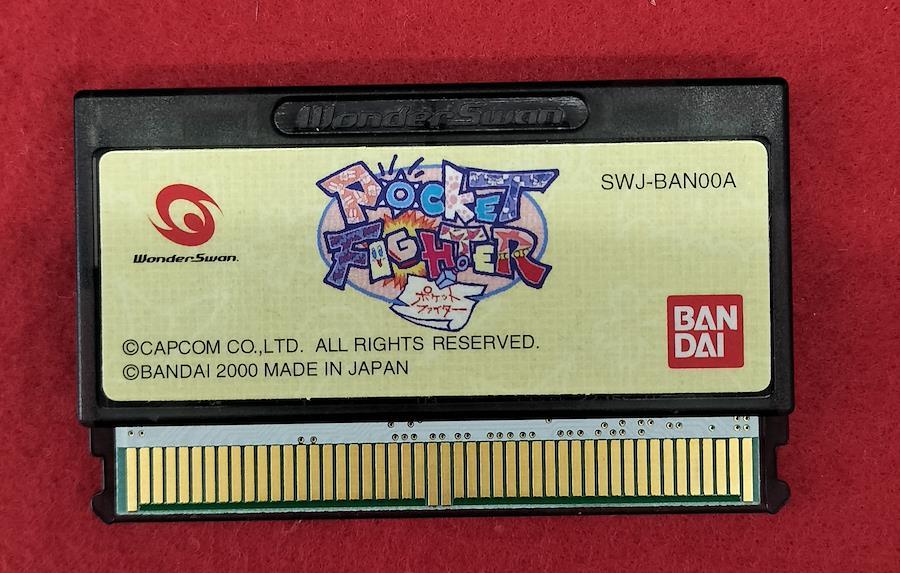 WonderSwan
WonderSwan.
POCKET
FIGHTER
ポケット
ファイター
SWJ-BAN00A
BAN
DAI
©CAPCOM CO.,LTD. ALL RIGHTS RESERVED.
©BANDAI 2000 MADE IN JAPAN